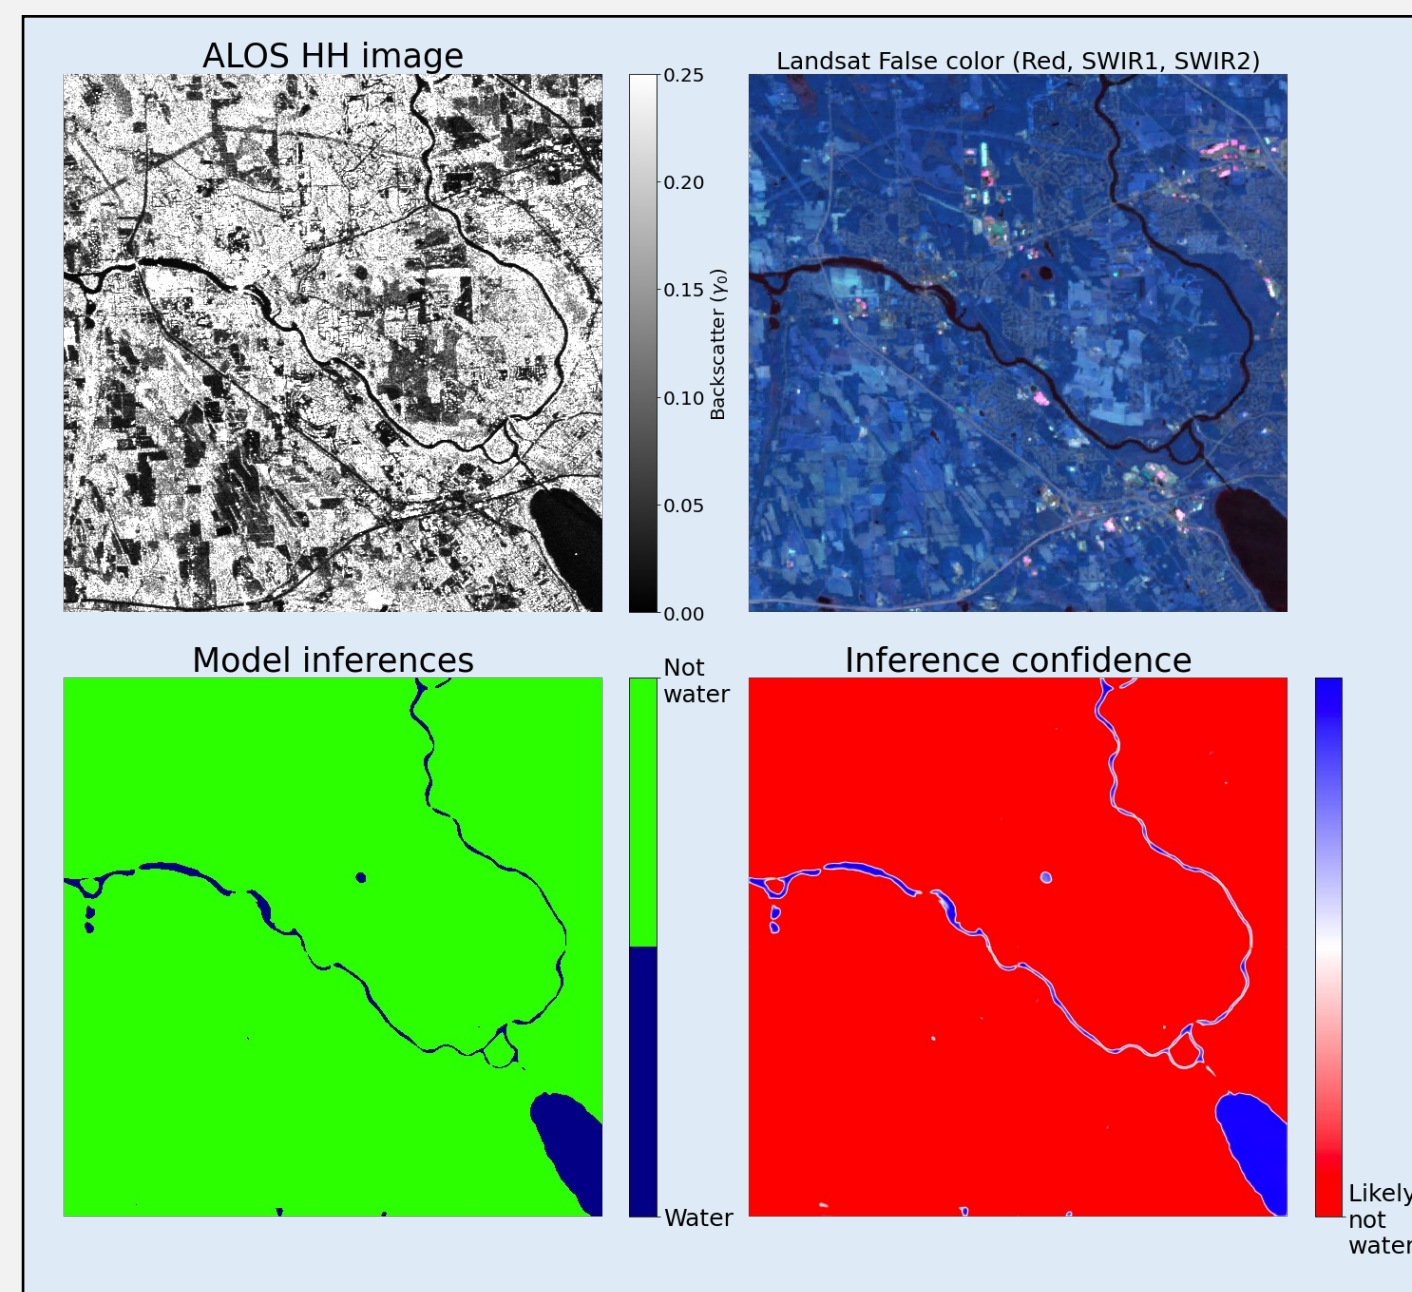 ALOS HH image
Landsat False color (Red, SWIR1, SWIR2)
0.25
0.20
0.15
0.10
0.05
0.00
Backscatter (γ₀)
Model inferences
Inference confidence
Not
water
Water
Likely
not
water